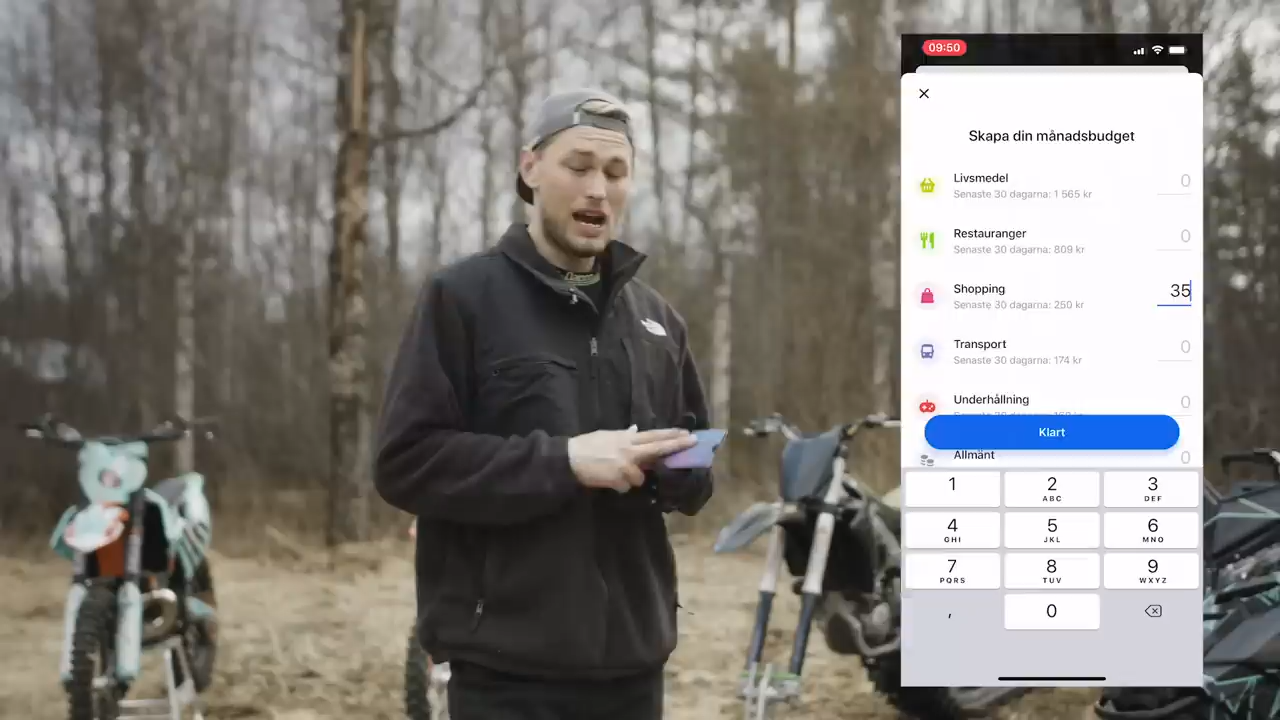 09:50
Skapa din månadsbudget
Livsmedel
0
Senaste 30 dagarna: 1 565 kr
Restauranger
0
Senaste 30 dagarna: 809 kr
Shopping
35
Senaste 30 dagarna: 250 kr
Transport
0
Senaste 30 dagarna: 174 kr
Underhållning
0
Klart
Allmänt
0
1
2
ABC
3
DEF
4
GHI
5
JKL
6
MNO
7
PQRS
8
TUV
9
WXYZ
,
0